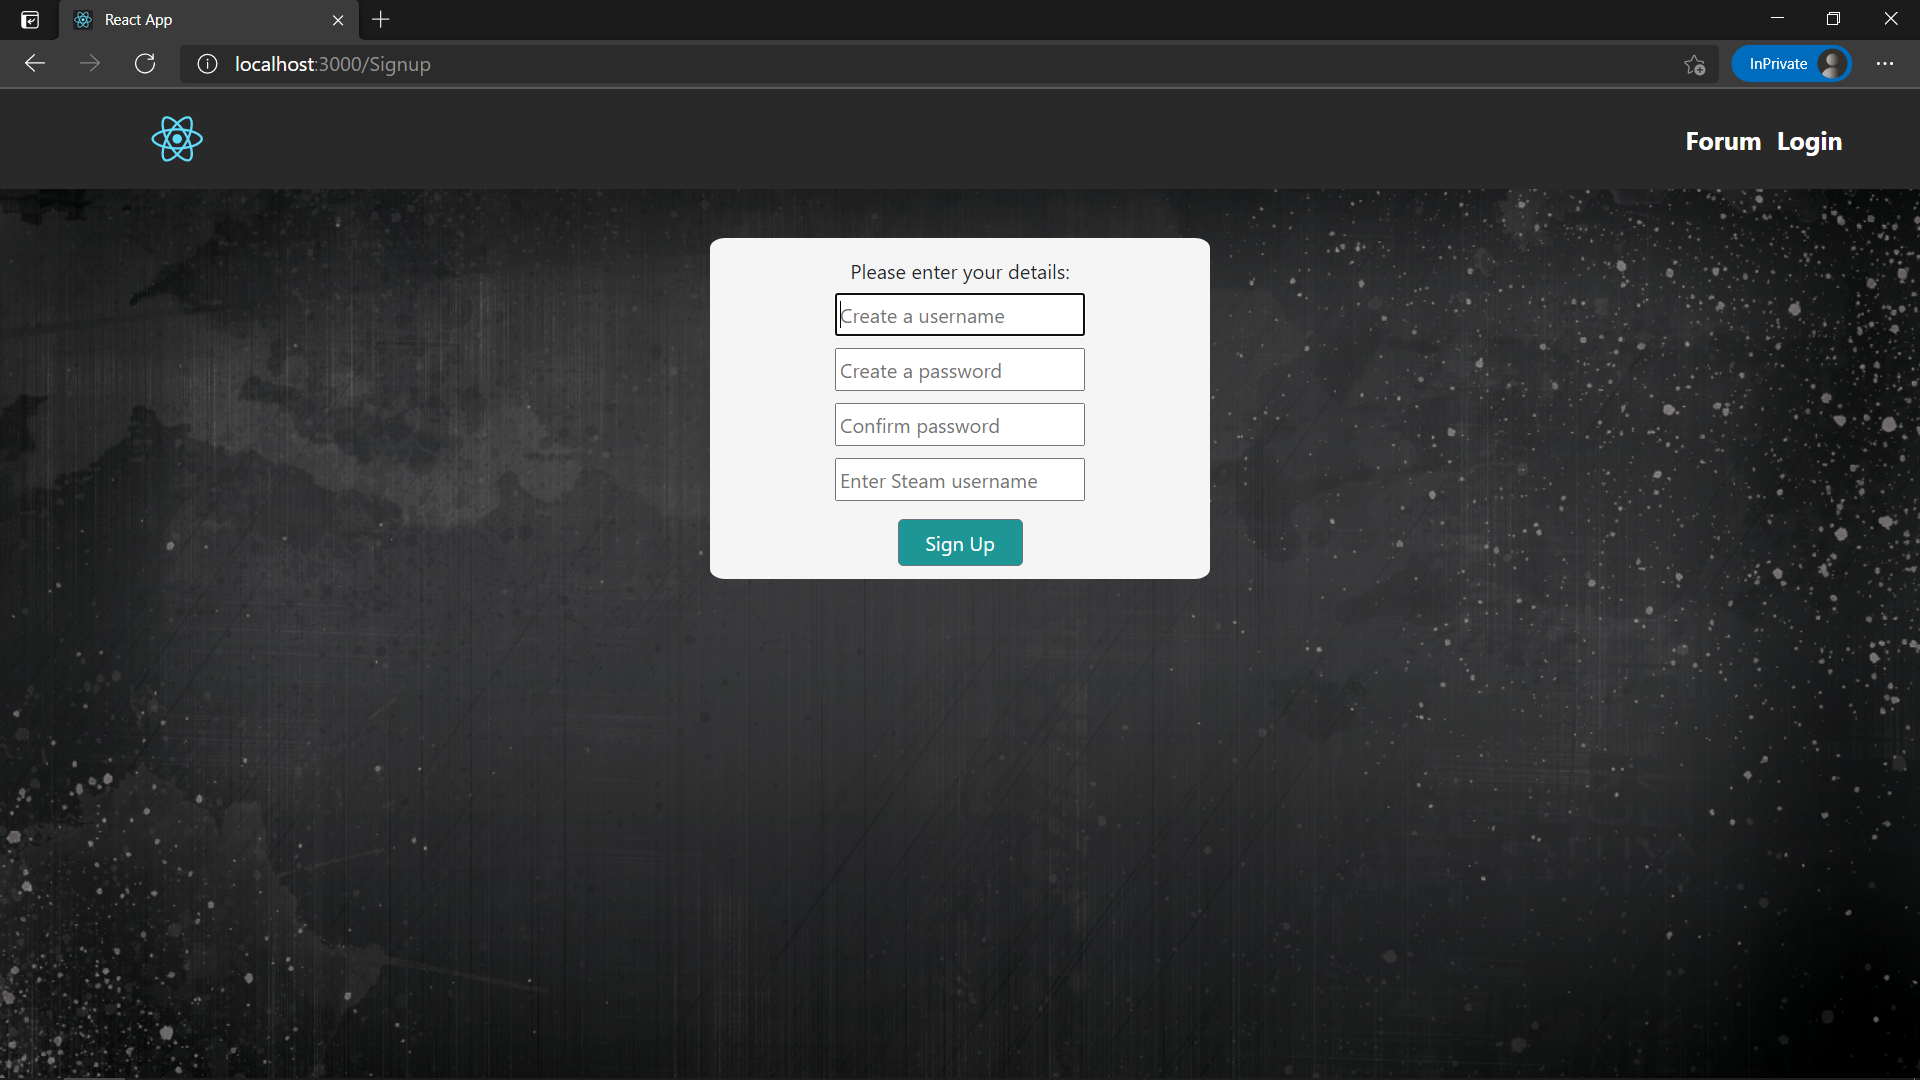 React App
localhost:3000/Signup
InPrivate
Forum Login
Please enter your details:
Create a username
Create a password
Confirm password
Enter Steam username
Sign Up